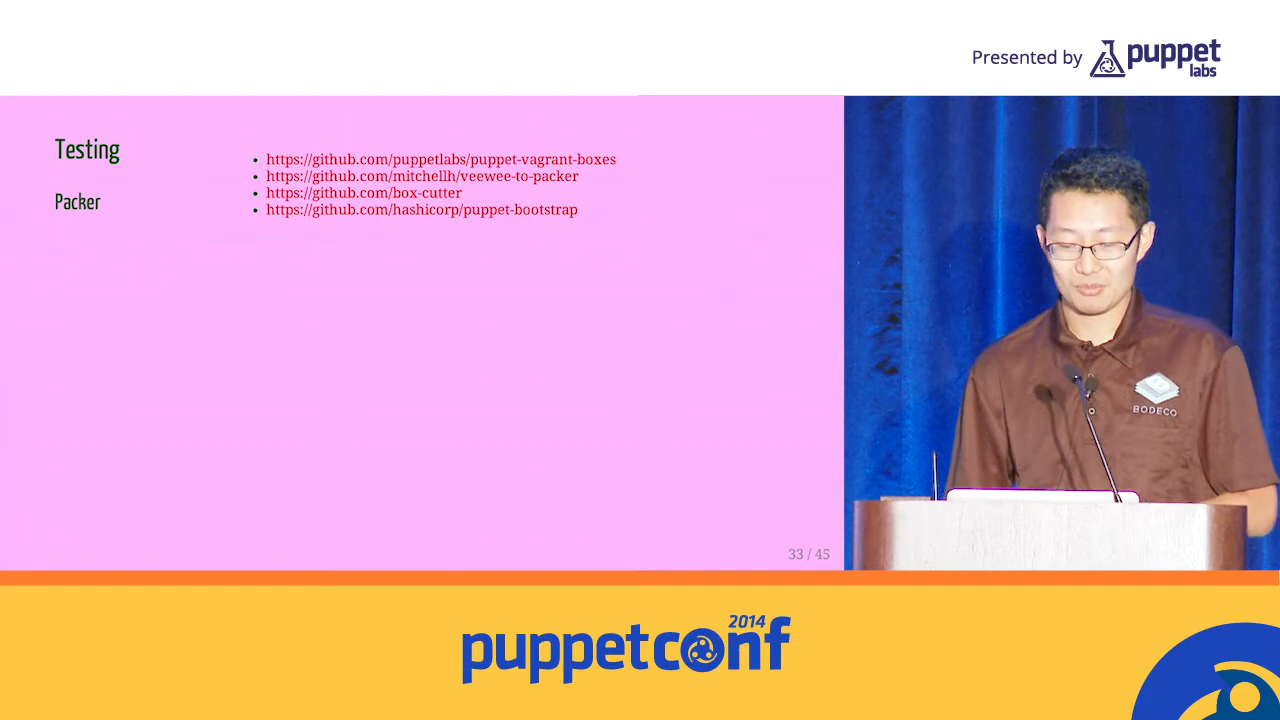 Presented by puppet labs
Testing
Packer
• https://github.com/puppetlabs/puppet-vagrant-boxes
• https://github.com/mitchellh/veewee-to-packer
• https://github.com/box-cutter
• https://github.com/hashicorp/puppet-bootstrap
BODECO
33 / 45
2014
puppetconf